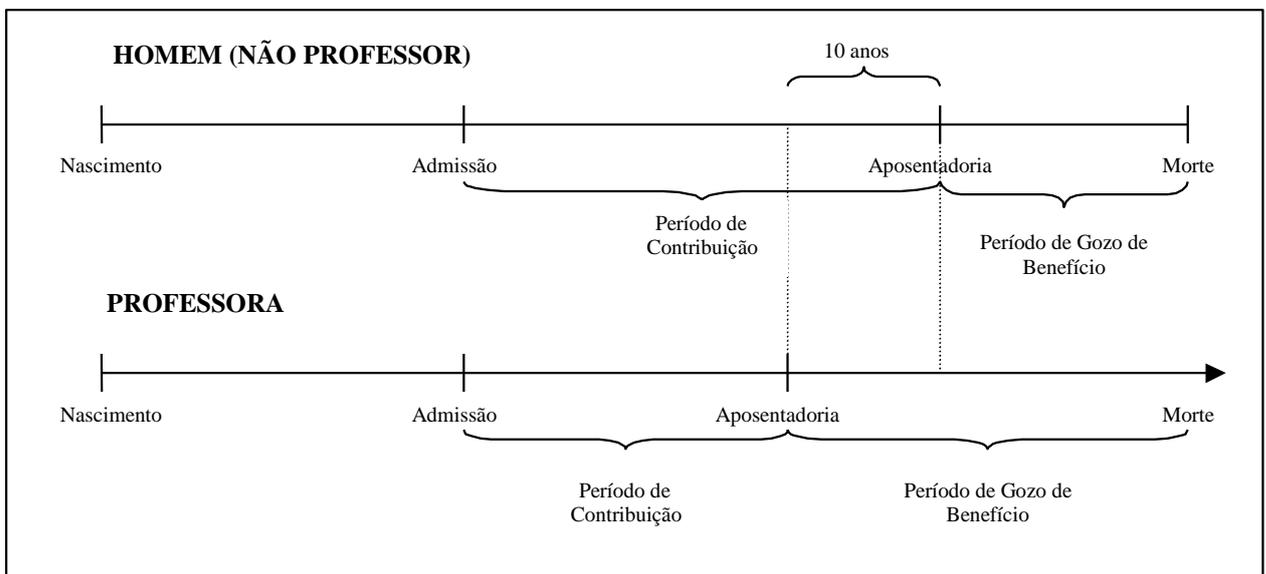 HOMEM (NÃO PROFESSOR)
10 anos
Nascimento
Admissão
Aposentadoria
Morte
Período de
Contribuição
Período de Gozo de
Benefício
PROFESSORA
Nascimento
Admissão
Aposentadoria
Morte
Período de
Contribuição
Período de Gozo de
Benefício